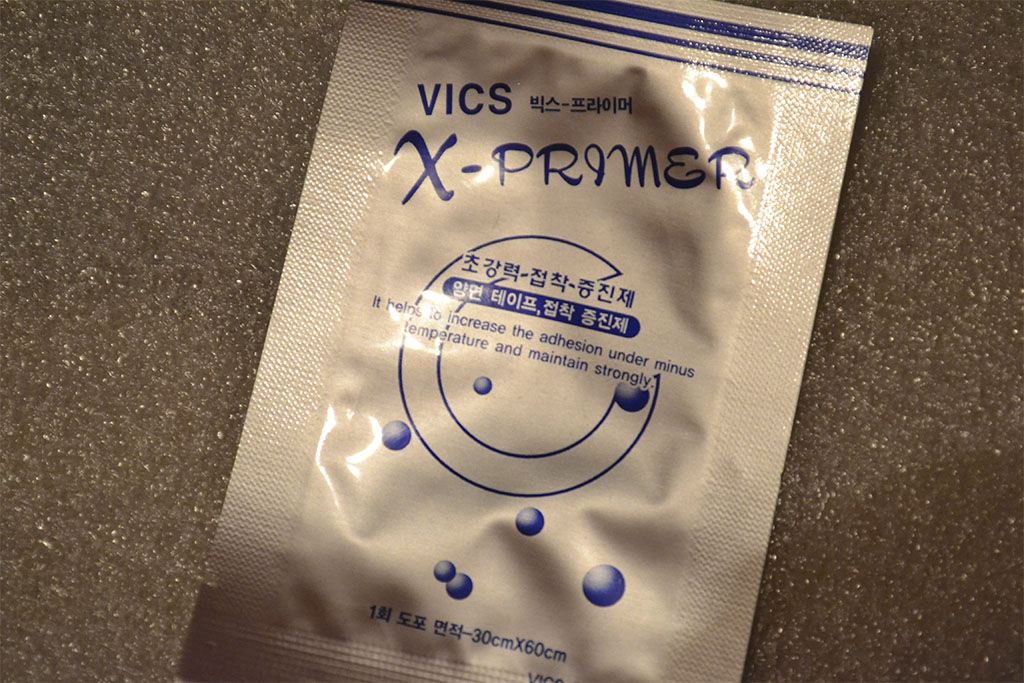 VICS 빅스-프라이머
X-PRIMER
초강력-접착-증진제
양면 테이프,접착 증진제
It helps to increase the adhesion under minus
temperature and maintain strongly.
1회 도포 면적-30cmX60cm
VICS